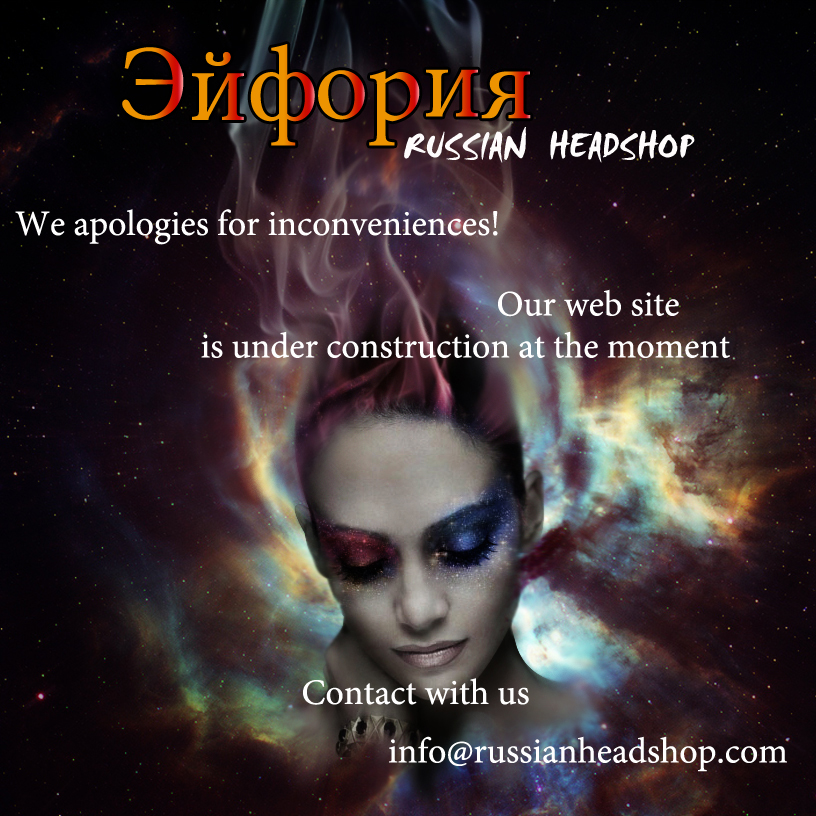 Эйфория
RUSSIAN HEADSHOP
We apologies for inconveniences!
Our web site
is under construction at the moment
Contact with us
info@russianheadshop.com